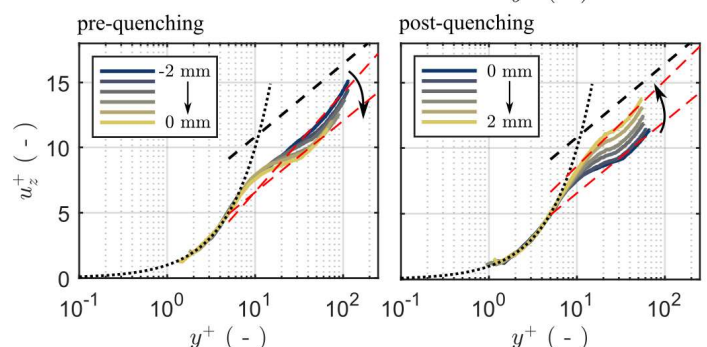 pre-quenching
post-quenching
15
10
5
0
u_z^+ ( - )
-2 mm
0 mm
0 mm
2 mm
10^-1 10^0 10^1 10^2
10^-1 10^0 10^1 10^2
y^+ ( - )
y^+ ( - )